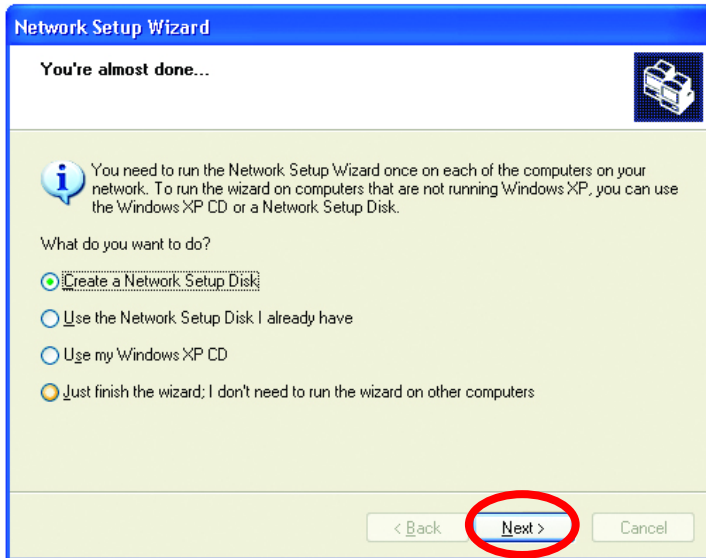 Network Setup Wizard
You're almost done...
You need to run the Network Setup Wizard once on each of the computers on your
network. To run the wizard on computers that are not running Windows XP, you can use
the Windows XP CD or a Network Setup Disk.
What do you want to do?
Create a Network Setup Disk
Use the Network Setup Disk I already have
Use my Windows XP CD
Just finish the wizard; I don't need to run the wizard on other computers
< Back Next > Cancel